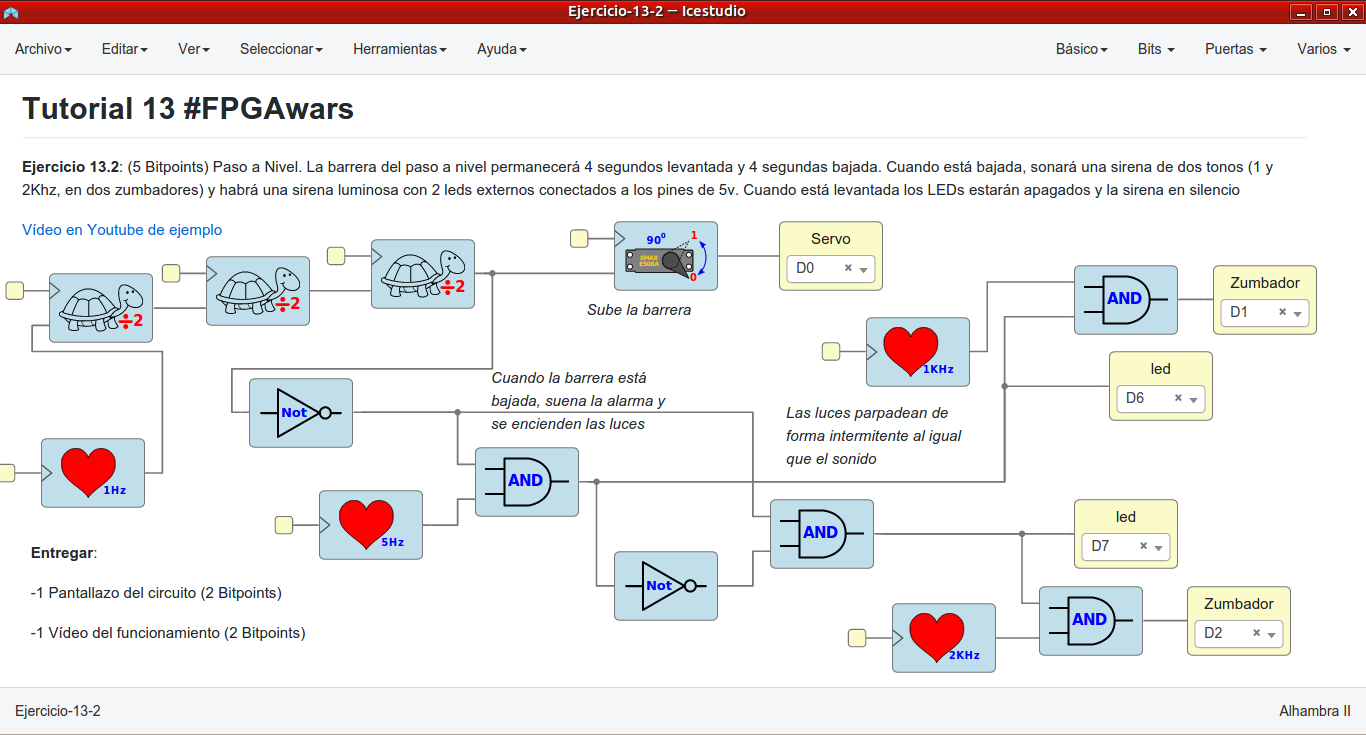 Ejercicio-13-2 — Icestudio
Archivo Editar Ver Seleccionar Herramientas Ayuda Básico Bits Puertas Varios
Tutorial 13 #FPGAwars
Ejercicio 13.2: (5 Bitpoints) Paso a Nivel. La barrera del paso a nivel permanecerá 4 segundos levantada y 4 segundas bajada. Cuando está bajada, sonará una sirena de dos tonos (1 y
2Khz, en dos zumbadores) y habrá una sirena luminosa con 2 leds externos conectados a los pines de 5v. Cuando está levantada los LEDs estarán apagados y la sirena en silencio
Vídeo en Youtube de ejemplo
÷2
÷2
÷2
90º
1
EMAX
ES08A
0
Servo
D0 ×
Sube la barrera
AND
Zumbador
D1 ×
1KHz
led
D6 ×
Not
Cuando la barrera está
bajada, suena la alarma y
se encienden las luces
Las luces parpadean de
forma intermitente al igual
que el sonido
1Hz
AND
5Hz
AND
led
D7 ×
Not
Entregar:
-1 Pantallazo del circuito (2 Bitpoints)
-1 Vídeo del funcionamiento (2 Bitpoints)
2KHz
AND
Zumbador
D2 ×
Ejercicio-13-2
Alhambra II